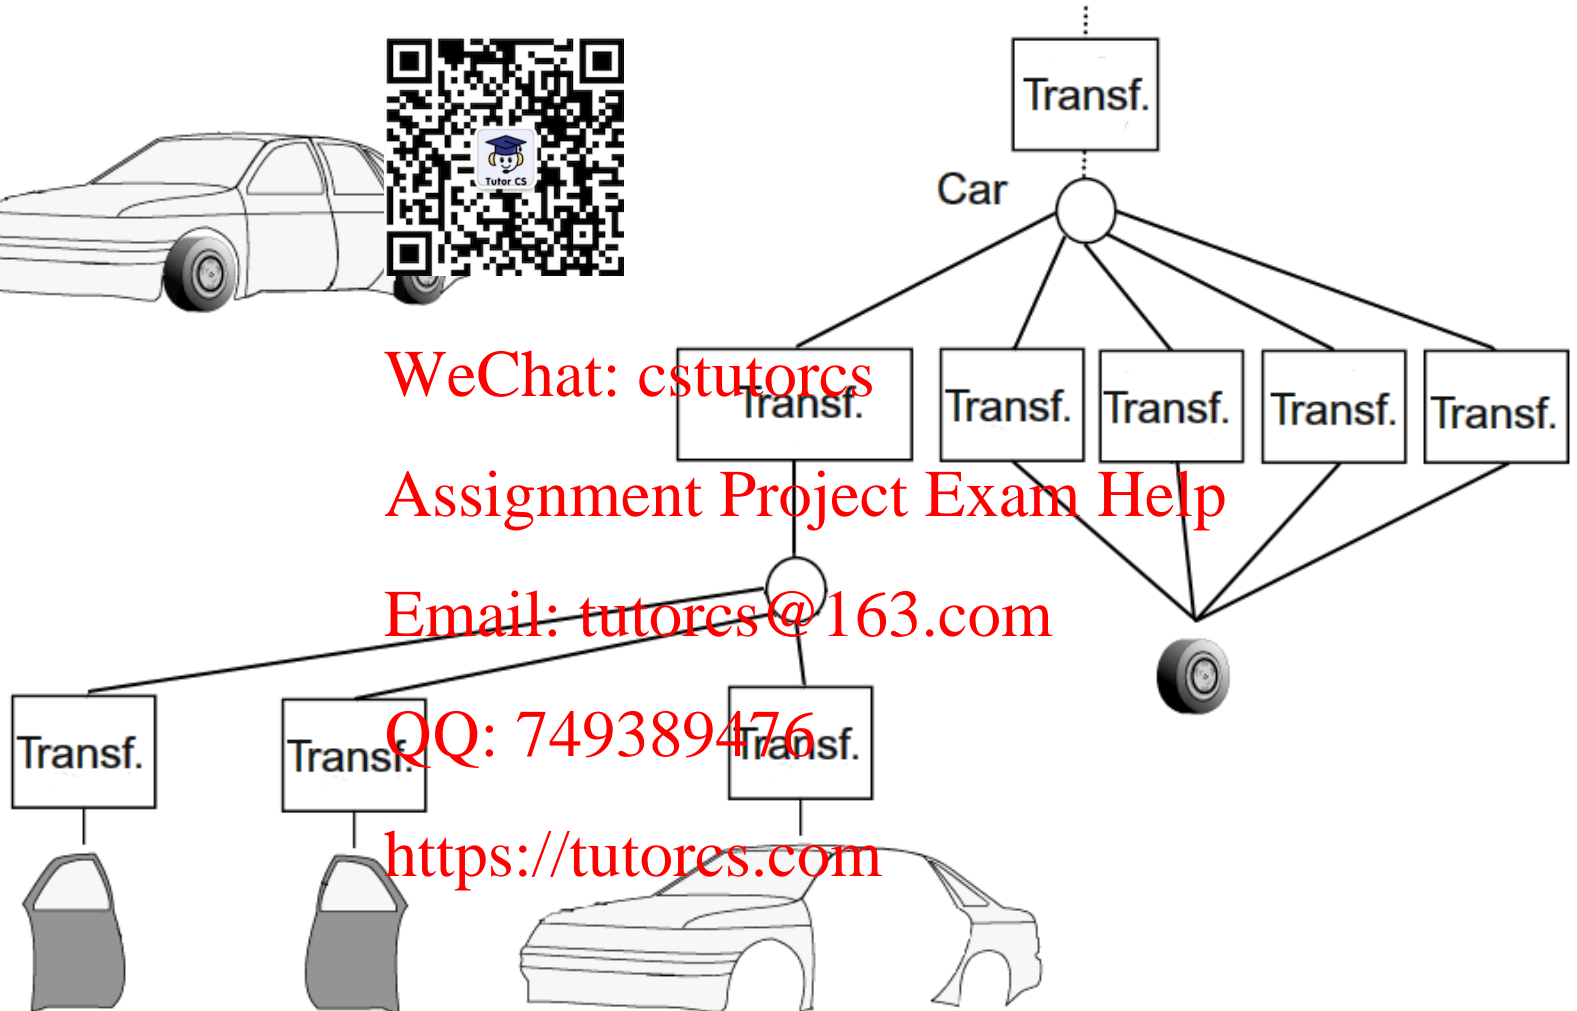 Transf.
Tutor CS
Car
WeChat: cstutorcs
Transf. Transf. Transf. Transf. Transf.
Assignment Project Exam Help
Email: tutorcs@163.com
QQ: 749389476
Transf. Transf. Transf.
https://tutorcs.com